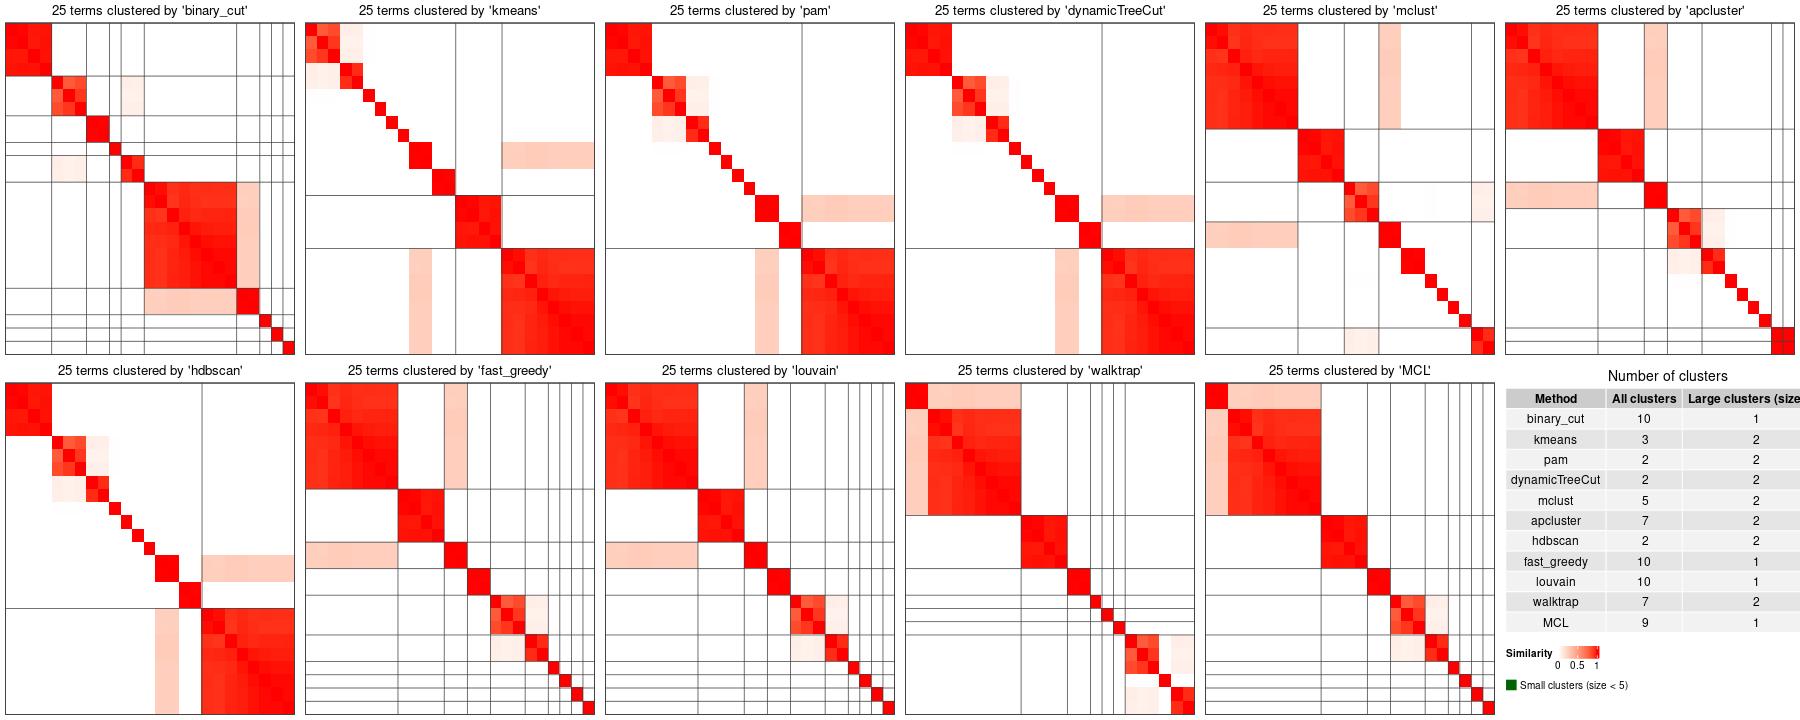 25 terms clustered by 'binary_cut'
25 terms clustered by 'kmeans'
25 terms clustered by 'pam'
25 terms clustered by 'dynamicTreeCut'
25 terms clustered by 'mclust'
25 terms clustered by 'apcluster'
25 terms clustered by 'hdbscan'
25 terms clustered by 'fast_greedy'
25 terms clustered by 'louvain'
25 terms clustered by 'walktrap'
25 terms clustered by 'MCL'
Number of clusters
Method All clusters Large clusters (size
binary_cut 10 1
kmeans 3 2
pam 2 2
dynamicTreeCut 2 2
mclust 5 2
apcluster 7 2
hdbscan 2 2
fast_greedy 10 1
louvain 10 1
walktrap 7 2
MCL 9 1
Similarity
0 0.5 1
Small clusters (size < 5)